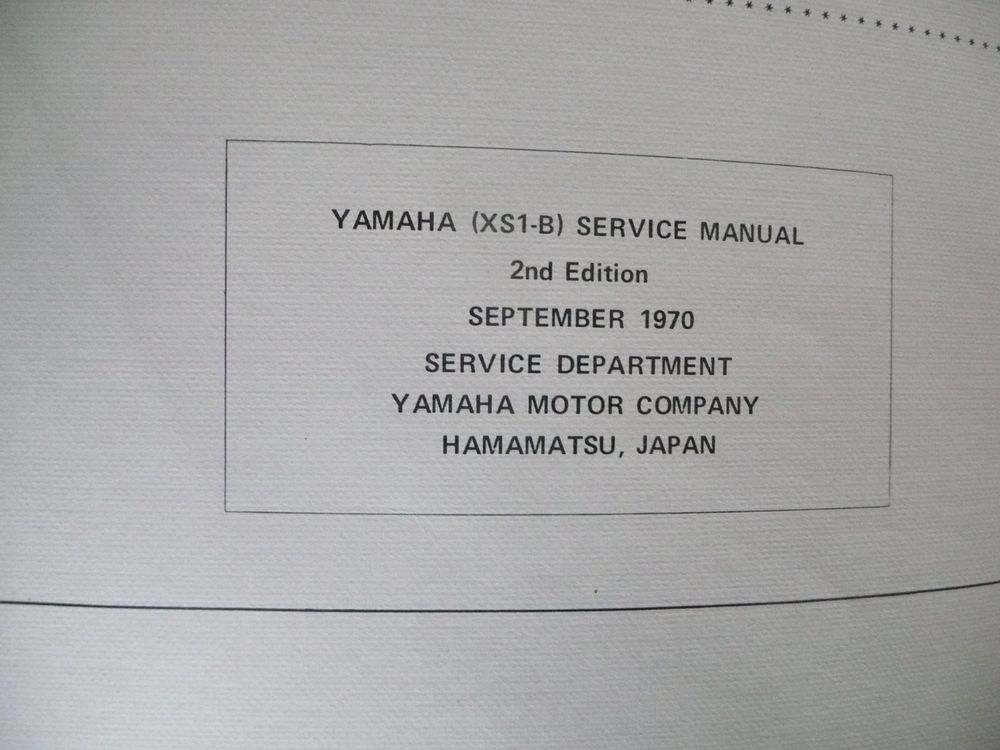 YAMAHA (XS1-B) SERVICE MANUAL
2nd Edition
SEPTEMBER 1970
SERVICE DEPARTMENT
YAMAHA MOTOR COMPANY
HAMAMATSU, JAPAN